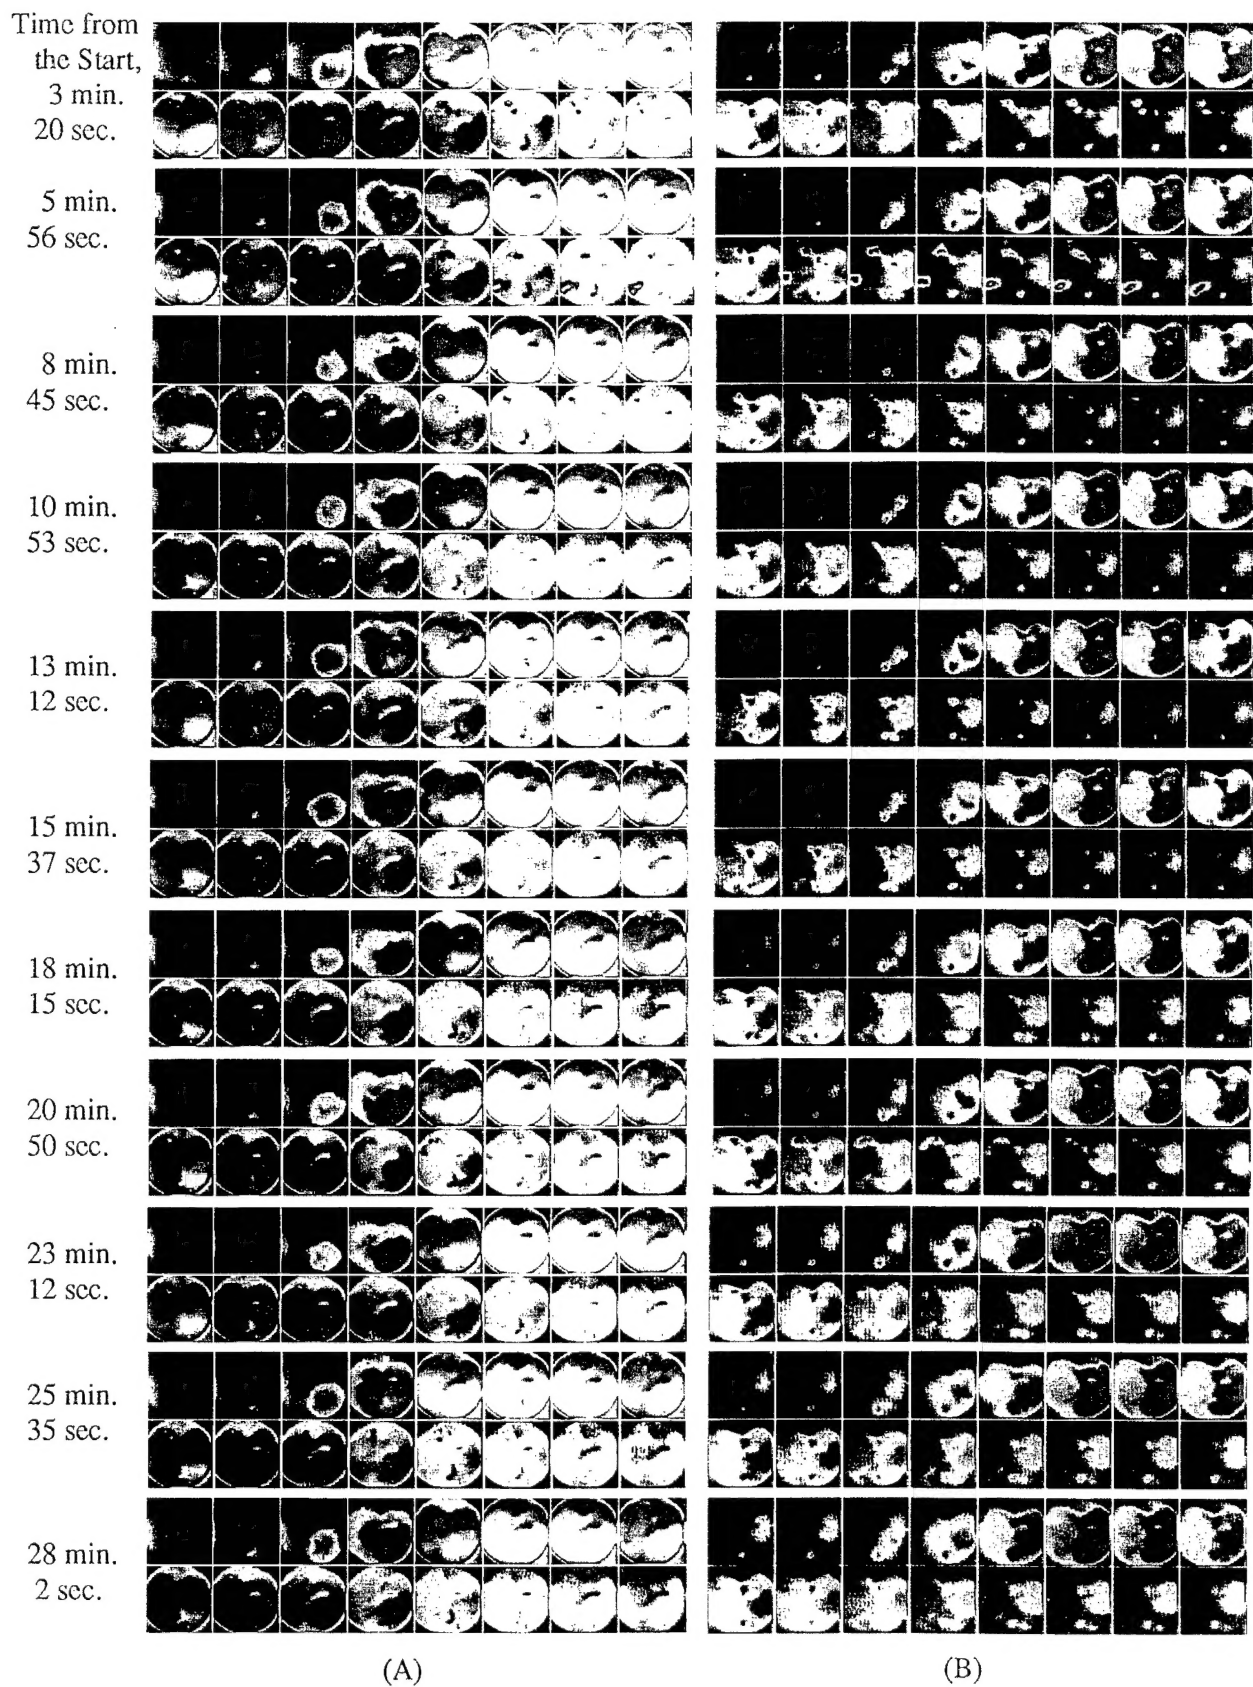 Time from
the Start,
3 min.
20 sec.
5 min.
56 sec.
8 min.
45 sec.
10 min.
53 sec.
13 min.
12 sec.
15 min.
37 sec.
18 min.
15 sec.
20 min.
50 sec.
23 min.
12 sec.
25 min.
35 sec.
28 min.
2 sec.
(A)
(B)